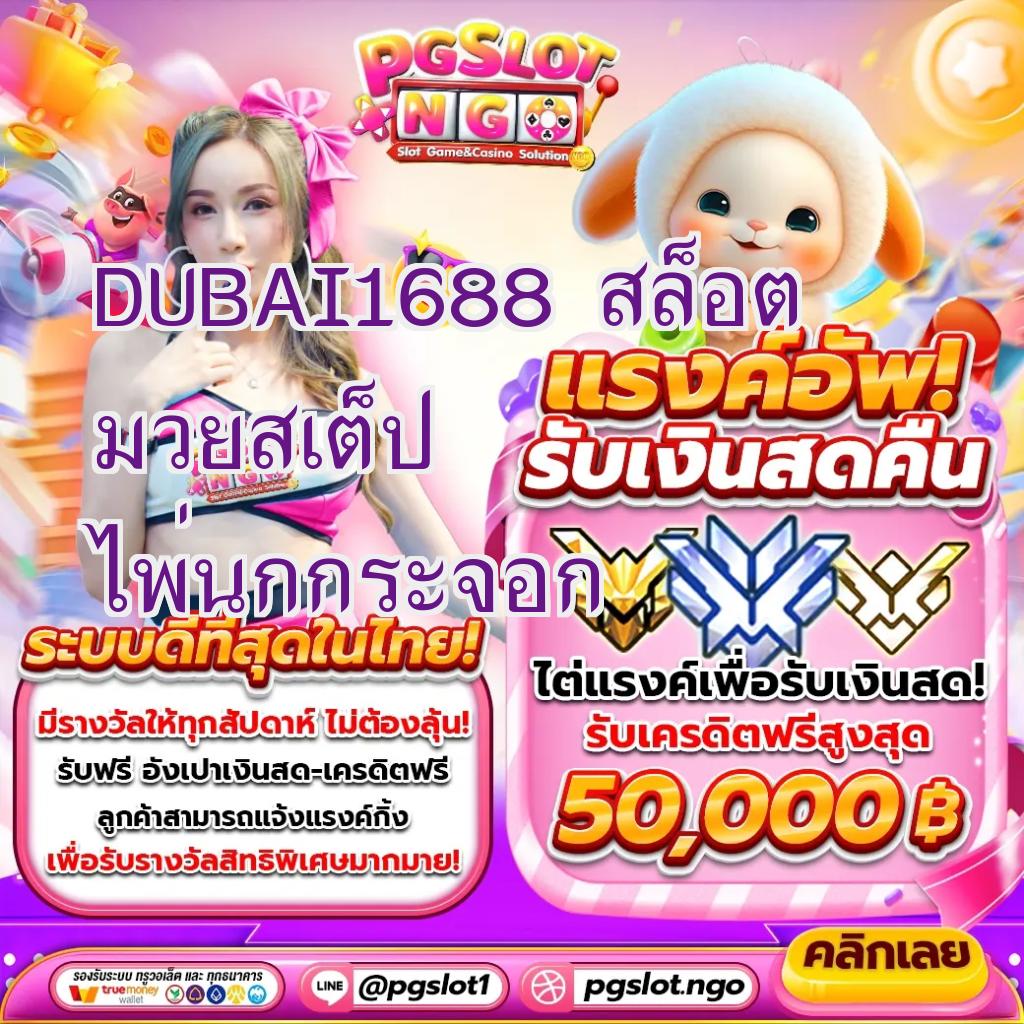 PGSLOT
NGO
Slot Game&Casino Solution
DUBAI1688 สล็อต
มวยสเต็ป
ไพ่นกกระจอก
แรงค์อัพ!
รับเงินสดคืน
ไต่แรงค์เพื่อรับเงินสด!
รับเครดิตฟรีสูงสุด
50,000 ฿
ระบบดีที่สุดในไทย!
มีรางวัลให้ทุกสัปดาห์ ไม่ต้องลุ้น!
รับฟรี อังเปาเงินสด-เครดิตฟรี
ลูกค้าสามารถแจ้งแรงค์กิ้ง
เพื่อรับรางวัลสิทธิพิเศษมากมาย!
คลิกเลย
รองรับระบบ ทรูวอเล็ต และ ทุกธนาคาร
truemoney
wallet
LINE @pgslot1
pgslot.ngo